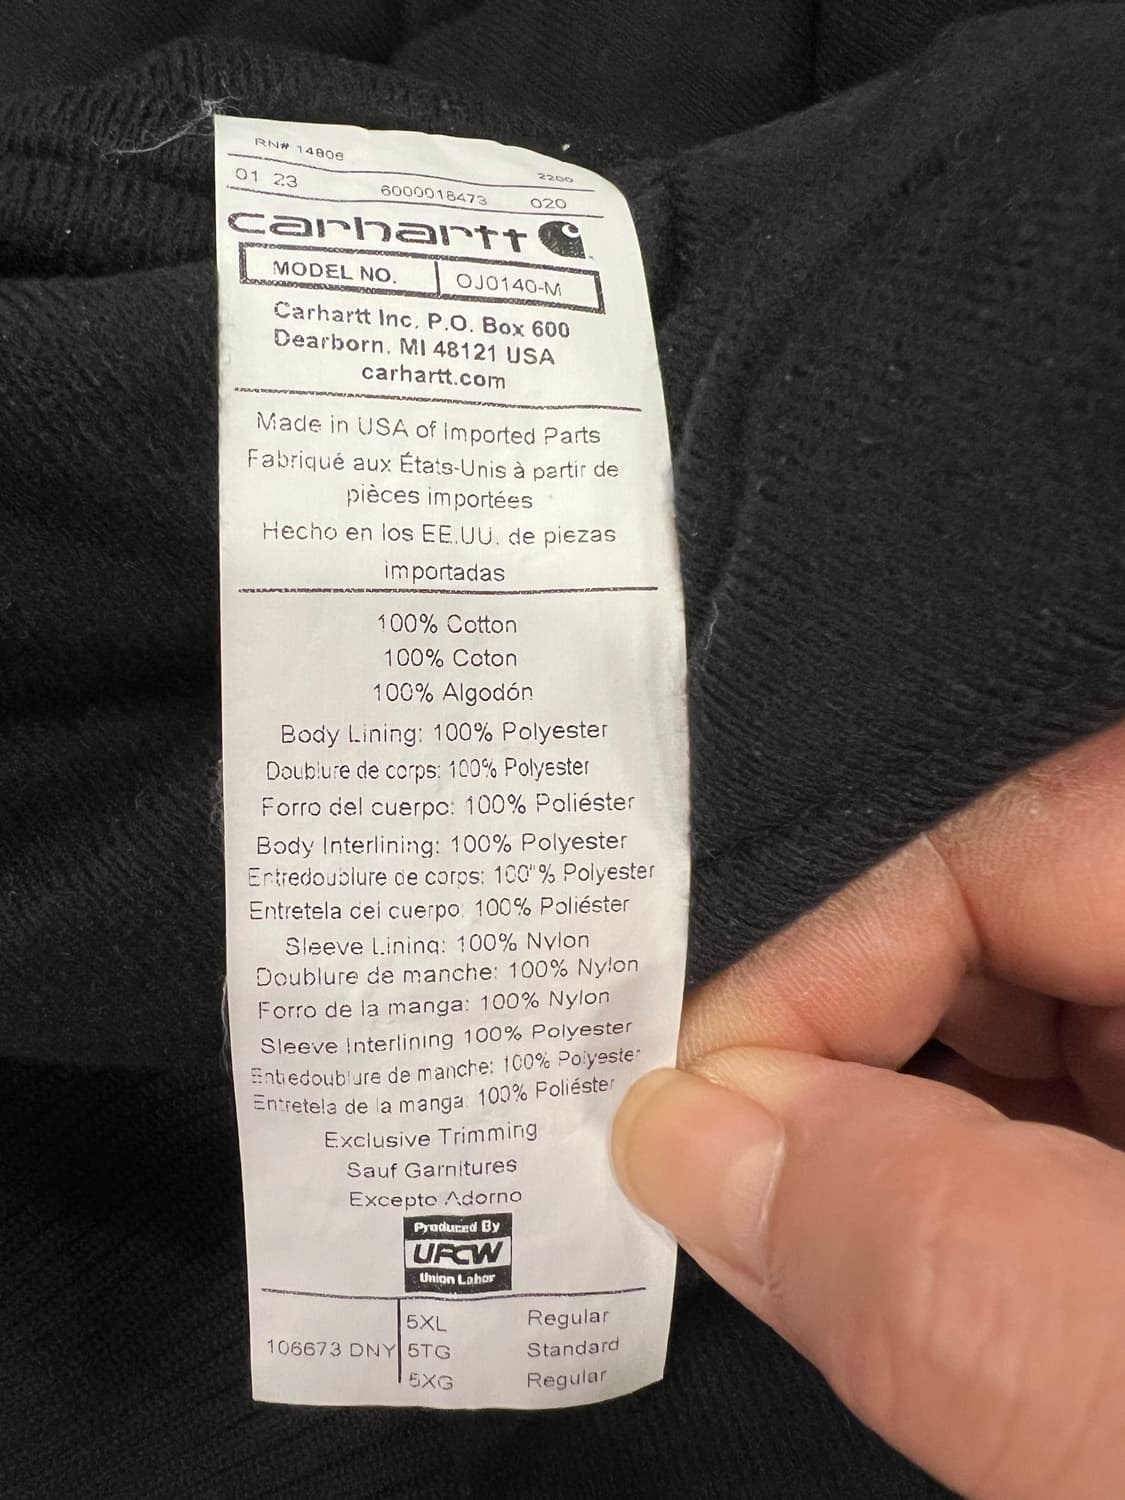 RN# 14806
2200
01 23 6000018473 020
carhartt
MODEL NO. OJ0140-M
Carhartt Inc. P.O. Box 600
Dearborn, MI 48121 USA
carhartt.com
Made in USA of Imported Parts
Fabriqué aux États-Unis à partir de
pièces importées
Hecho en los EE.UU. de piezas
importadas
100% Cotton
100% Coton
100% Algodón
Body Lining: 100% Polyester
Doublure de corps: 100% Polyester
Forro del cuerpo: 100% Poliéster
Body Interlining: 100% Polyester
Entredoublure de corps: 100% Polyester
Entretela del cuerpo: 100% Poliéster
Sleeve Lining: 100% Nylon
Doublure de manche: 100% Nylon
Forro de la manga: 100% Nylon
Sleeve Interlining 100% Polyester
Entredoublure de manche: 100% Polyester
Entretela de la manga: 100% Poliéster
Exclusive Trimming
Sauf Garnitures
Excepto Adorno
Produced By
UFCW
Union Labor
5XL Regular
106673 DNY 5TG Standard
5XG Regular